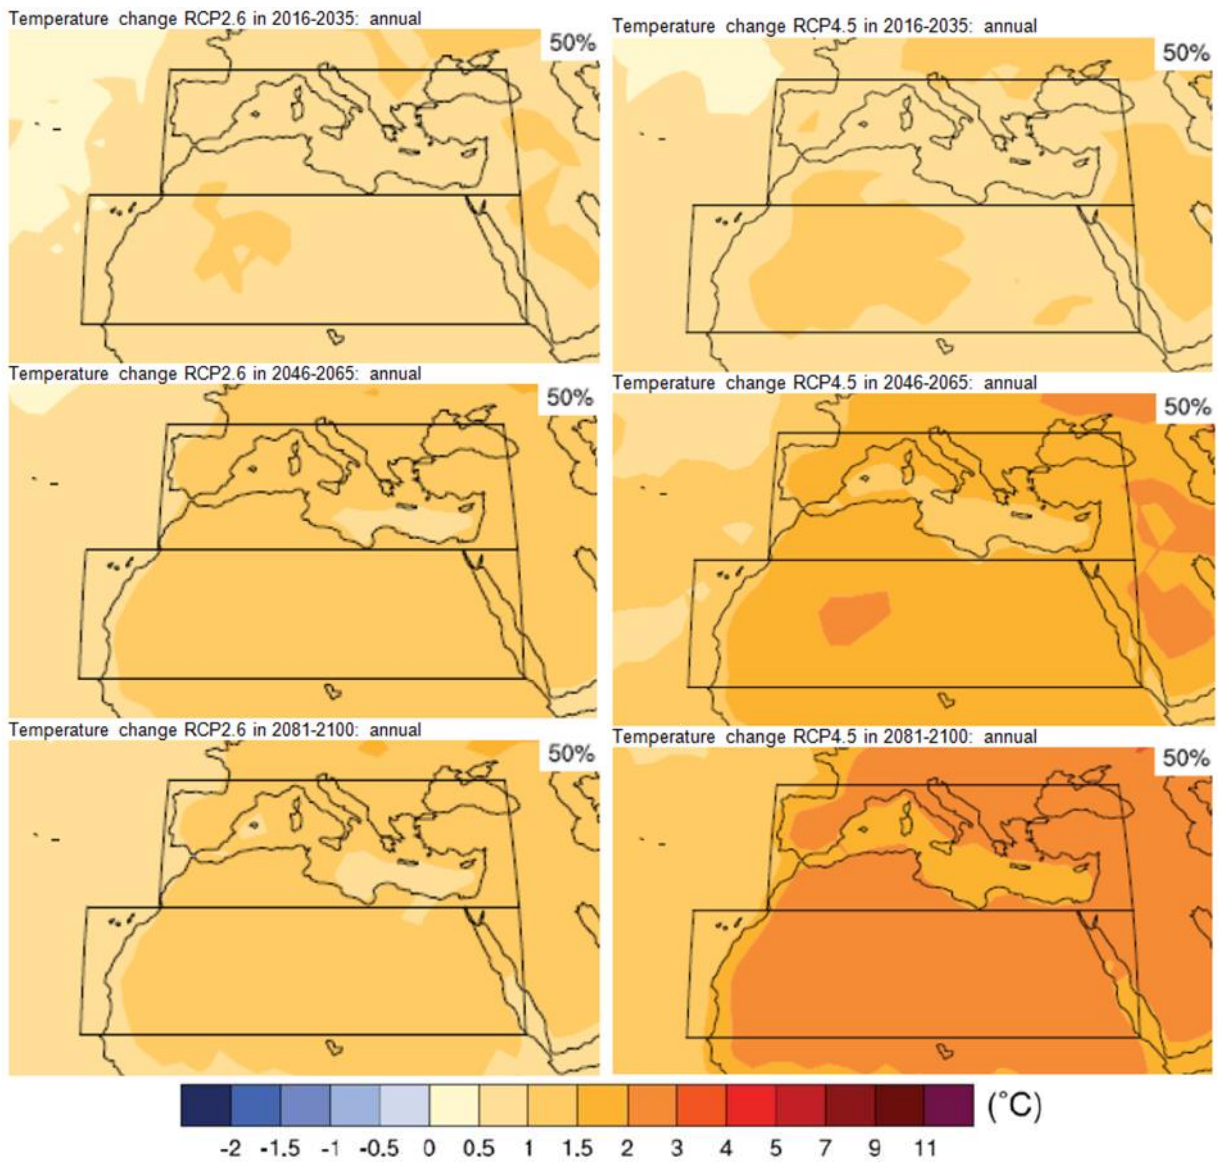 Temperature change RCP2.6 in 2016-2035: annual
50%
Temperature change RCP4.5 in 2016-2035: annual
50%
Temperature change RCP2.6 in 2046-2065: annual
50%
Temperature change RCP4.5 in 2046-2065: annual
50%
Temperature change RCP2.6 in 2081-2100: annual
50%
Temperature change RCP4.5 in 2081-2100: annual
50%
(°C)
-2 -1.5 -1 -0.5 0 0.5 1 1.5 2 3 4 5 7 9 11